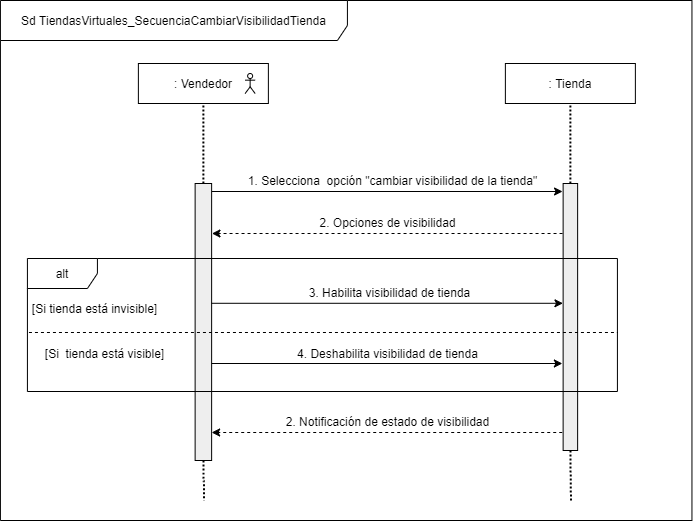 Sd TiendasVirtuales_SecuenciaCambiarVisibilidadTienda
: Vendedor
: Tienda
1. Selecciona opción "cambiar visibilidad de la tienda"
2. Opciones de visibilidad
alt
3. Habilita visibilidad de tienda
[Si tienda está invisible]
[Si tienda está visible]
4. Deshabilita visibilidad de tienda
2. Notificación de estado de visibilidad